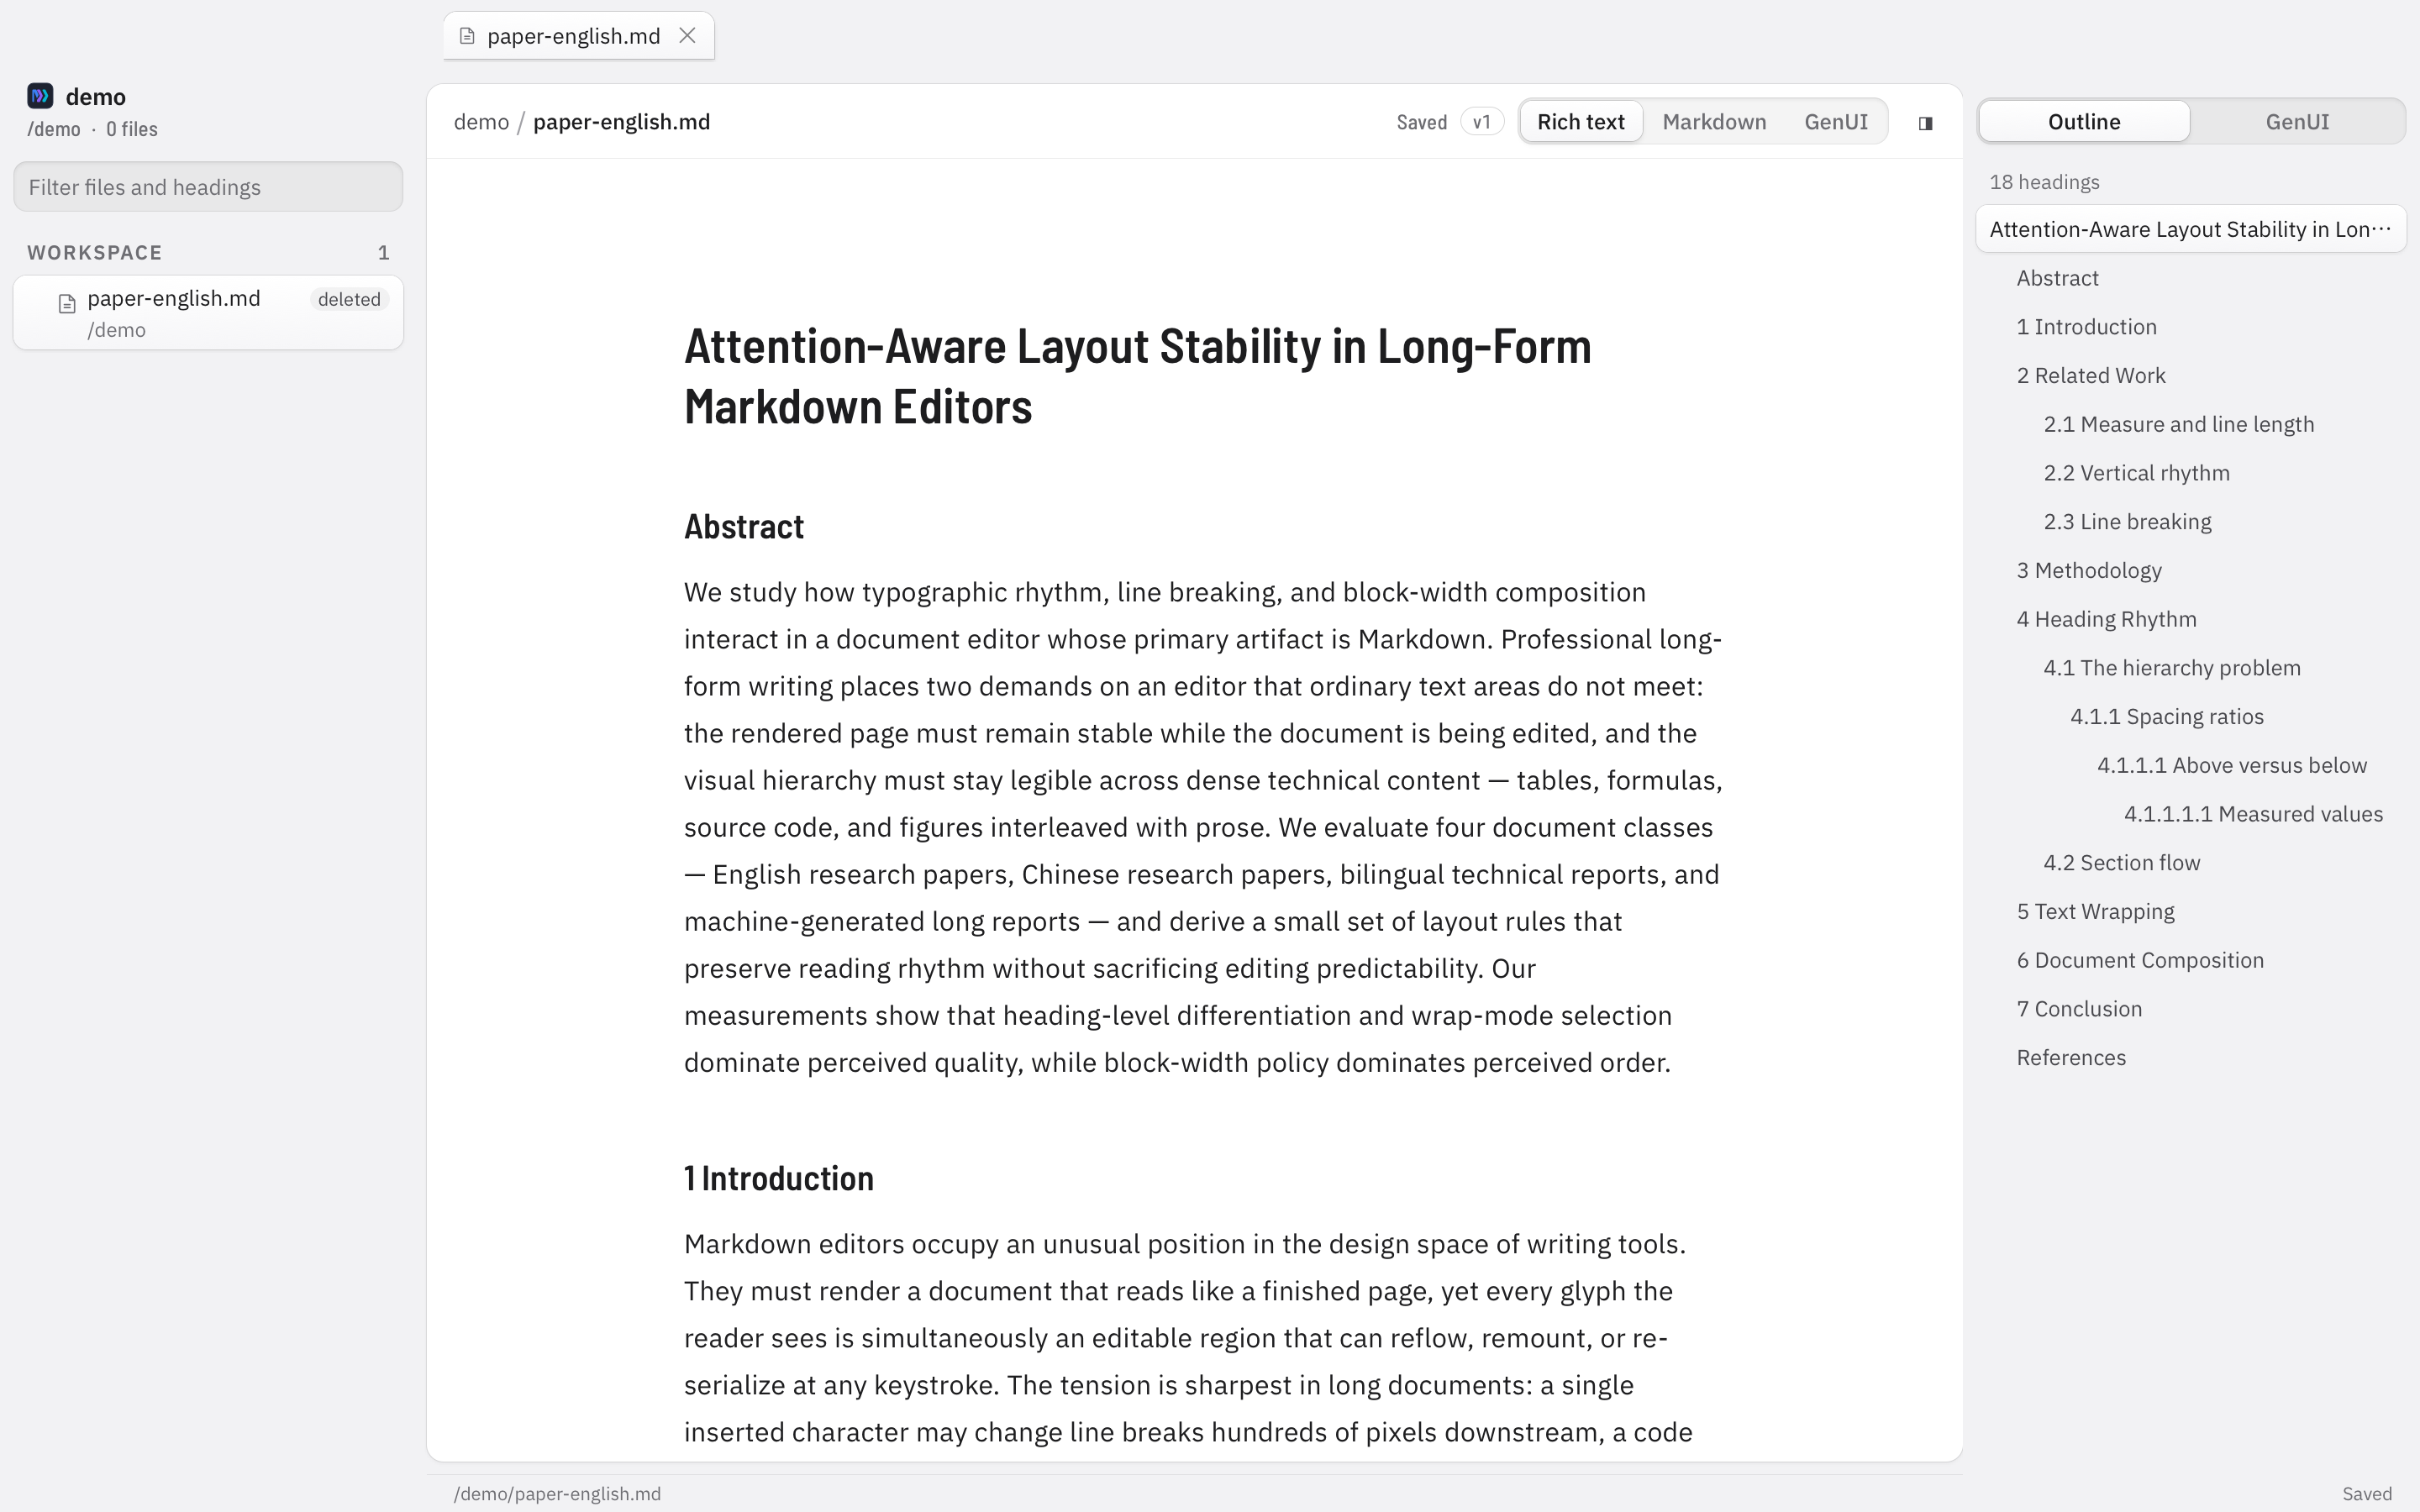 paper-english.md
demo
/demo · 0 files
Filter files and headings
WORKSPACE 1
paper-english.md deleted
/demo
demo / paper-english.md
Saved v1 Rich text Markdown GenUI
Attention-Aware Layout Stability in Long-Form
Markdown Editors
Abstract
We study how typographic rhythm, line breaking, and block-width composition
interact in a document editor whose primary artifact is Markdown. Professional long-
form writing places two demands on an editor that ordinary text areas do not meet:
the rendered page must remain stable while the document is being edited, and the
visual hierarchy must stay legible across dense technical content — tables, formulas,
source code, and figures interleaved with prose. We evaluate four document classes
— English research papers, Chinese research papers, bilingual technical reports, and
machine-generated long reports — and derive a small set of layout rules that
preserve reading rhythm without sacrificing editing predictability. Our
measurements show that heading-level differentiation and wrap-mode selection
dominate perceived quality, while block-width policy dominates perceived order.
1 Introduction
Markdown editors occupy an unusual position in the design space of writing tools.
They must render a document that reads like a finished page, yet every glyph the
reader sees is simultaneously an editable region that can reflow, remount, or re-
serialize at any keystroke. The tension is sharpest in long documents: a single
inserted character may change line breaks hundreds of pixels downstream, a code
/demo/paper-english.md
Outline GenUI
18 headings
Attention-Aware Layout Stability in Lon···
Abstract
1 Introduction
2 Related Work
2.1 Measure and line length
2.2 Vertical rhythm
2.3 Line breaking
3 Methodology
4 Heading Rhythm
4.1 The hierarchy problem
4.1.1 Spacing ratios
4.1.1.1 Above versus below
4.1.1.1.1 Measured values
4.2 Section flow
5 Text Wrapping
6 Document Composition
7 Conclusion
References
Saved